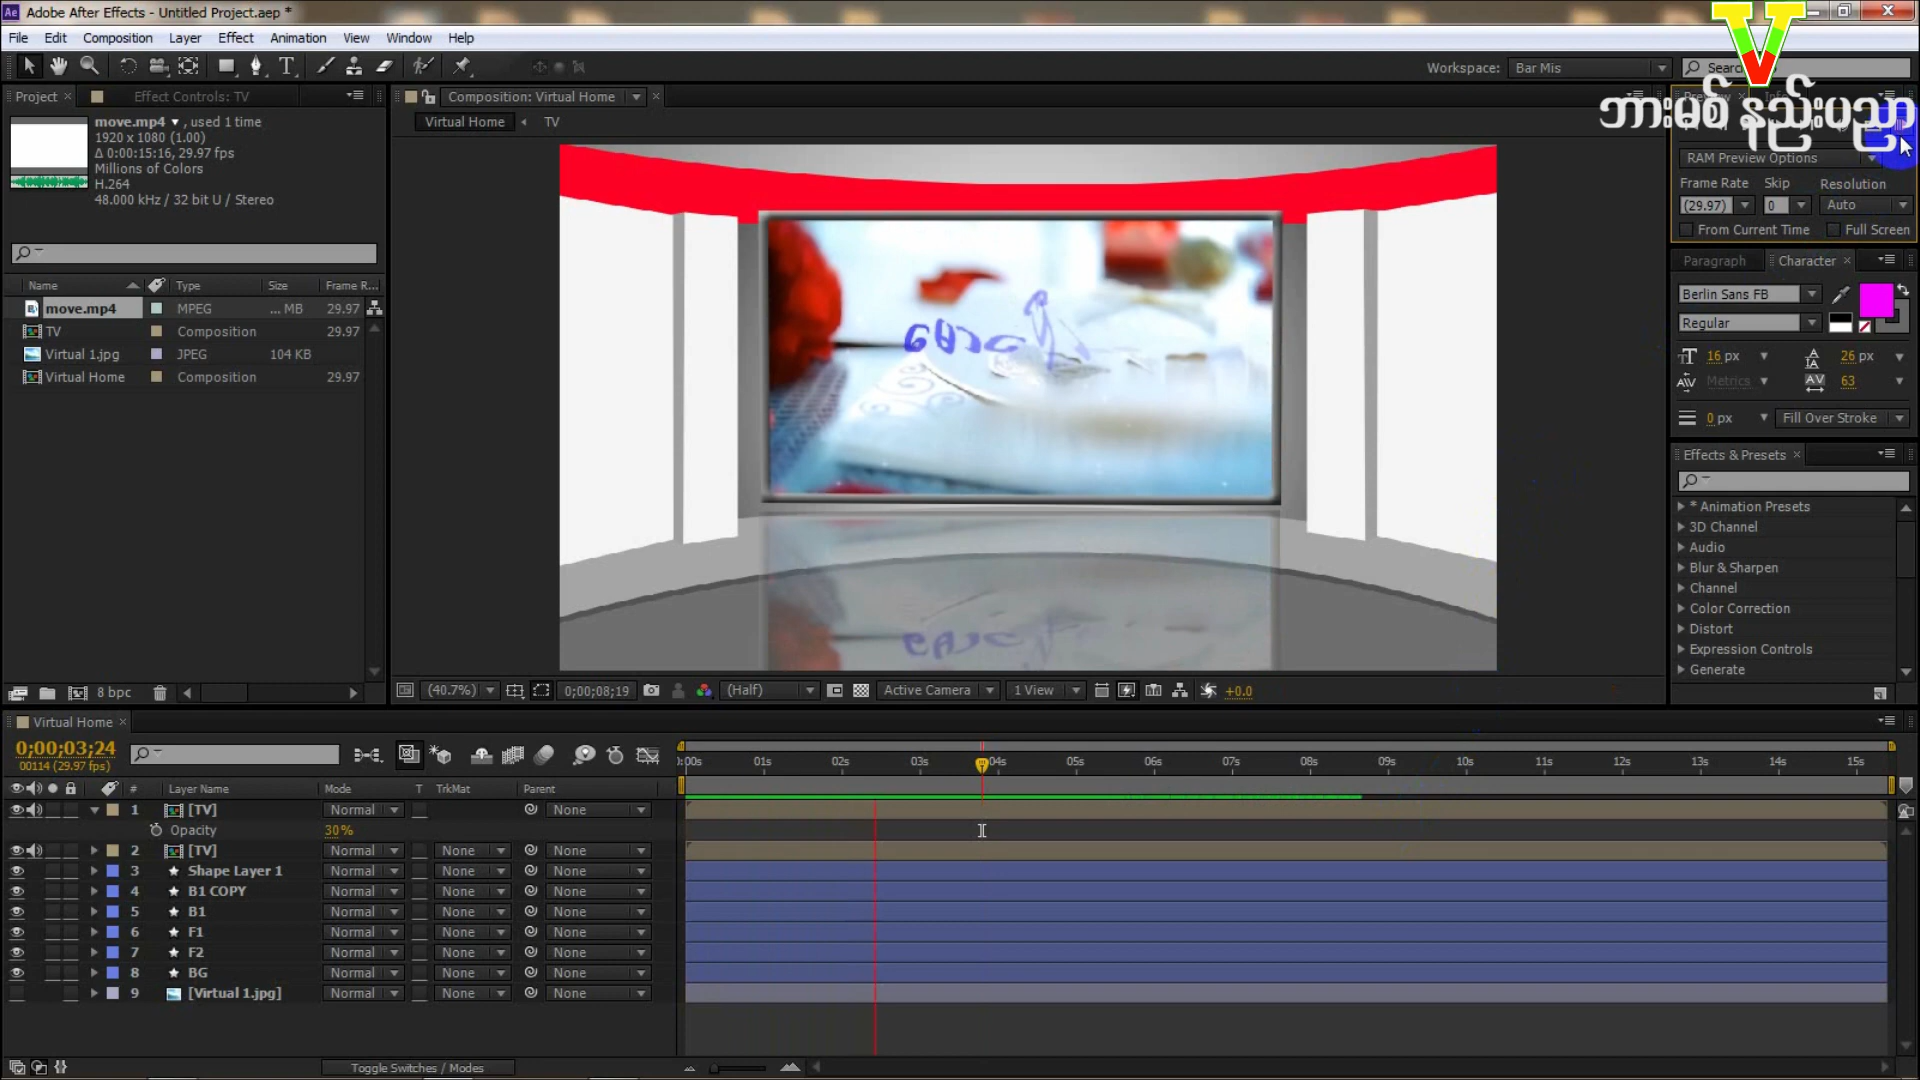 Adobe After Effects - Untitled Project.aep *
File Edit Composition Layer Effect Animation View Window Help
Workspace: Bar Mis
V
ဘားမစ် နည်းပညာ
Project
Effect Controls: TV
Composition: Virtual Home
Virtual Home
TV
move.mp4 , used 1 time
1920 x 1080 (1.00)
Δ 0:00:15:16, 29.97 fps
Millions of Colors
H.264
48.000 kHz / 32 bit U / Stereo
Name Type Size Frame R...
move.mp4 MPEG ... MB 29.97
TV Composition 29.97
Virtual 1.jpg JPEG 104 KB
Virtual Home Composition 29.97
8 bpc
(40.7%) 0;00;08;19 (Half) Active Camera 1 View +0.0
RAM Preview Options
Frame Rate Skip Resolution
(29.97) 0 Auto
From Current Time Full Screen
Paragraph Character
Berlin Sans FB
Regular
16 px 26 px
Metrics 63
0 px Fill Over Stroke
Effects & Presets
* Animation Presets
3D Channel
Audio
Blur & Sharpen
Channel
Color Correction
Distort
Expression Controls
Generate
Virtual Home
0;00;03;24
00114 (29.97 fps)
:00s 01s 02s 03s 04s 05s 06s 07s 08s 09s 10s 11s 12s 13s 14s 15s
# Layer Name Mode T TrkMat Parent
1 [TV] Normal None
Opacity 30%
2 [TV] Normal None None
3 Shape Layer 1 Normal None None
4 B1 COPY Normal None None
5 B1 Normal None None
6 F1 Normal None None
7 F2 Normal None None
8 BG Normal None None
9 [Virtual 1.jpg] Normal None None
Toggle Switches / Modes